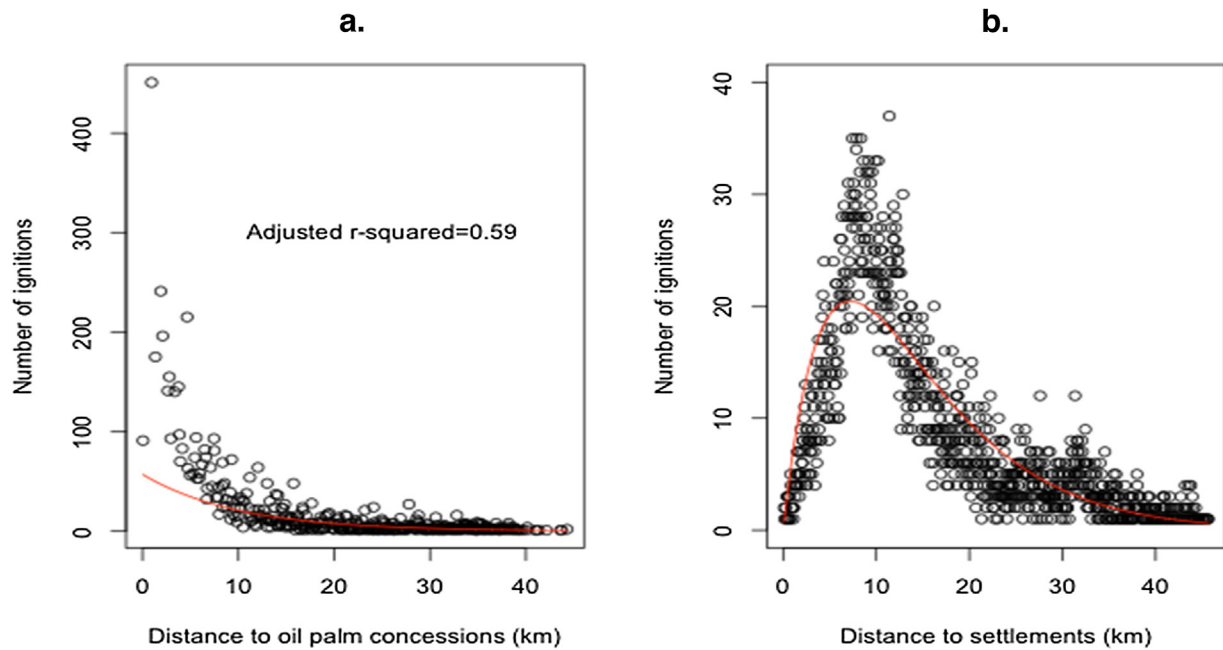 a.
Number of ignitions
400
300
200
100
0
Adjusted r-squared=0.59
0 10 20 30 40
Distance to oil palm concessions (km)
b.
Number of ignitions
40
30
20
10
0
0 10 20 30 40
Distance to settlements (km)